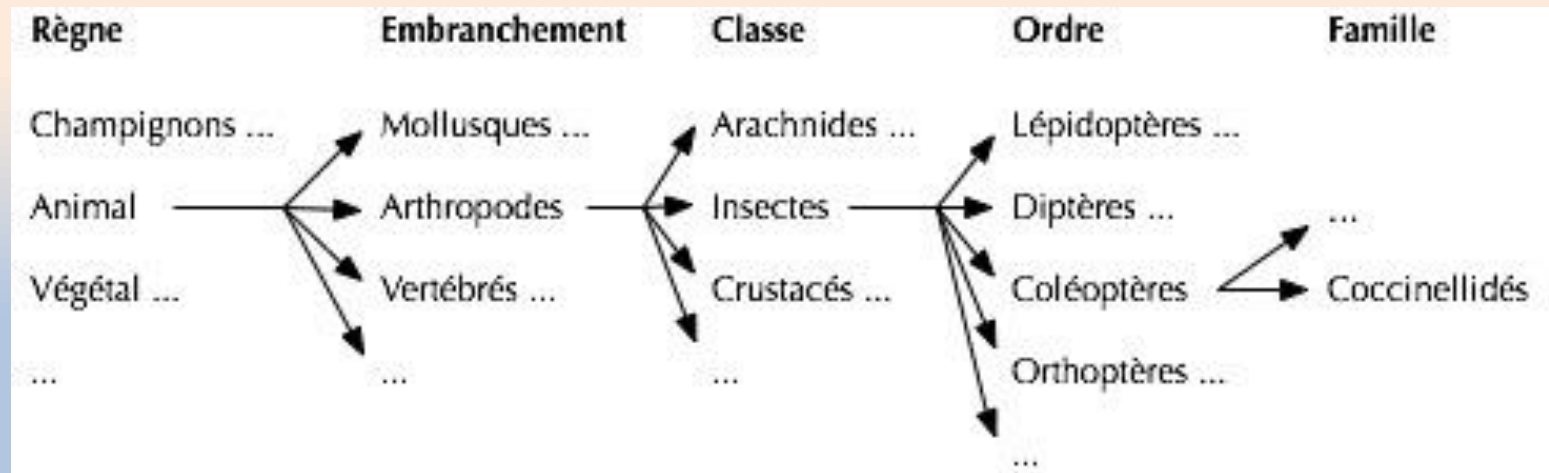 Règne Embranchement Classe Ordre Famille
Champignons ... Mollusques ... Arachnides ... Lépidoptères ...
Animal Arthropodes Insectes Diptères ... ...
Végétal ... Vertébrés ... Crustacés ... Coléoptères Coccinellidés
... ... ... Orthoptères ...
...